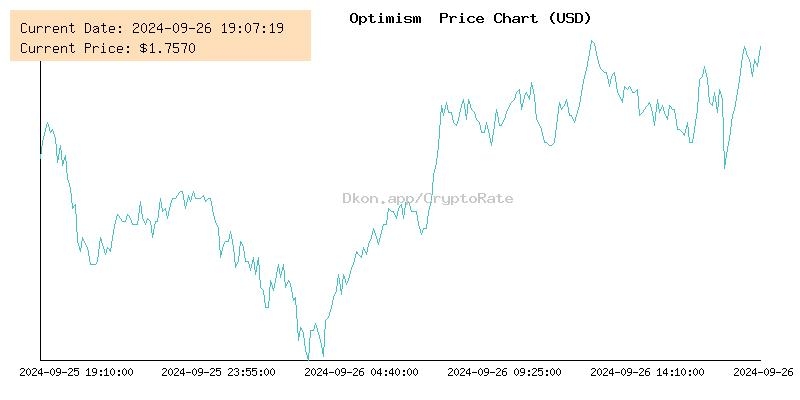 Optimism  Price Chart (USD)
Current Date: 2024-09-26 19:07:19
Current Price: $1.7570
Dkon.app/CryptoRate
2024-09-25 19:10:00 2024-09-25 23:55:00 2024-09-26 04:40:00 2024-09-26 09:25:00 2024-09-26 14:10:00 2024-09-26